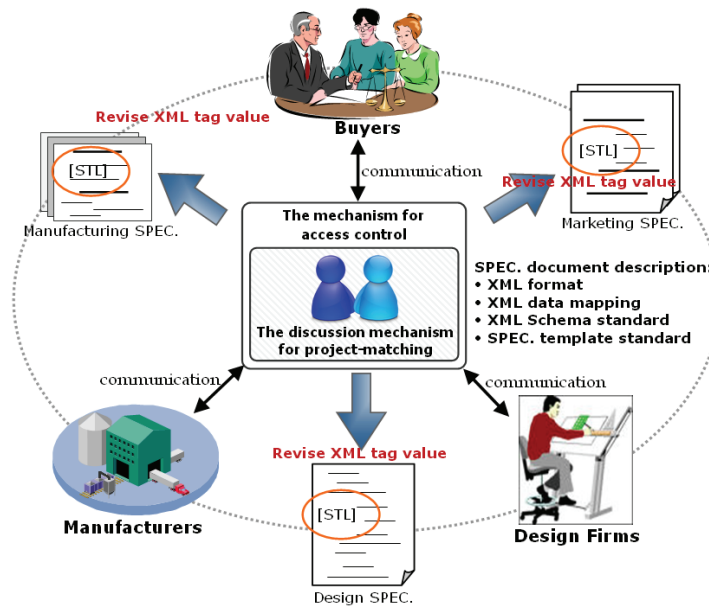 Revise XML tag value
Buyers
[STL]
communication
[STL]
Revise XML tag value
Manufacturing SPEC.
Marketing SPEC.
The mechanism for
access control
SPEC. document description:
• XML format
• XML data mapping
• XML Schema standard
• SPEC. template standard
The discussion mechanism
for project-matching
communication
communication
Revise XML tag value
[STL]
Manufacturers
Design Firms
Design SPEC.